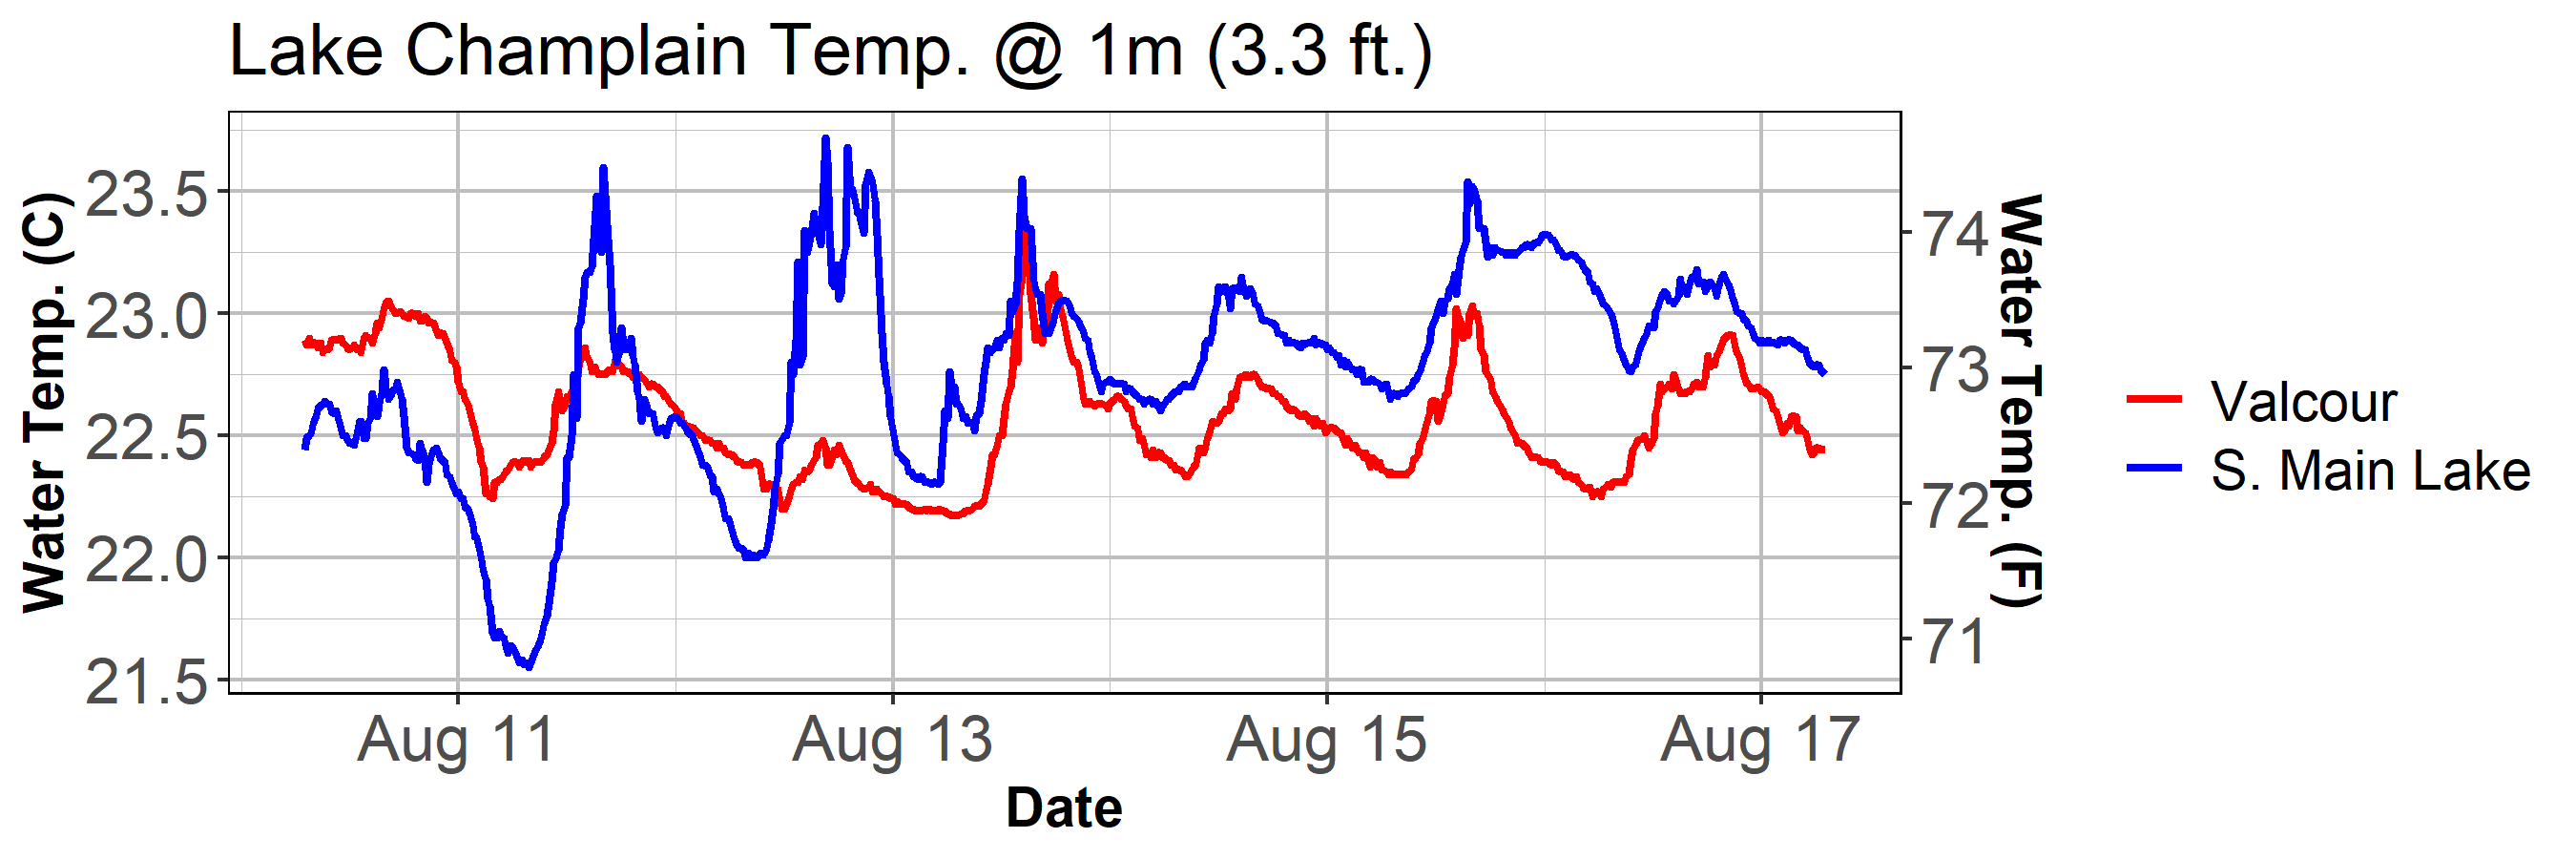 Lake Champlain Temp. @ 1m (3.3 ft.)
Water Temp. (C)
23.5
23.0
22.5
22.0
21.5
74
73
72
71
Water Temp. (F)
Aug 11
Aug 13
Aug 15
Aug 17
Date
Valcour
S. Main Lake